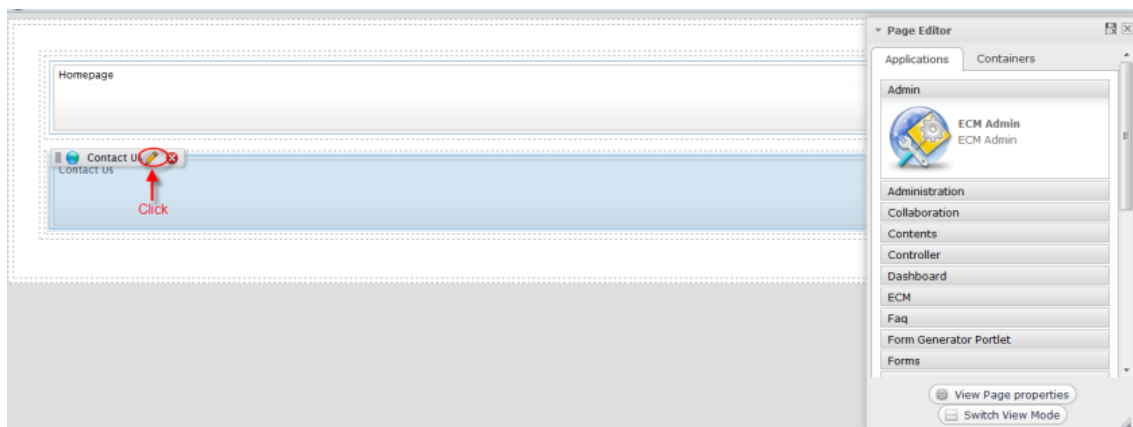 Homepage
Contact Us
Contact Us
Click
Page Editor
Applications
Containers
Admin
ECM Admin
ECM Admin
Administration
Collaboration
Contents
Controller
Dashboard
ECM
Faq
Form Generator Portlet
Forms
View Page properties
Switch View Mode